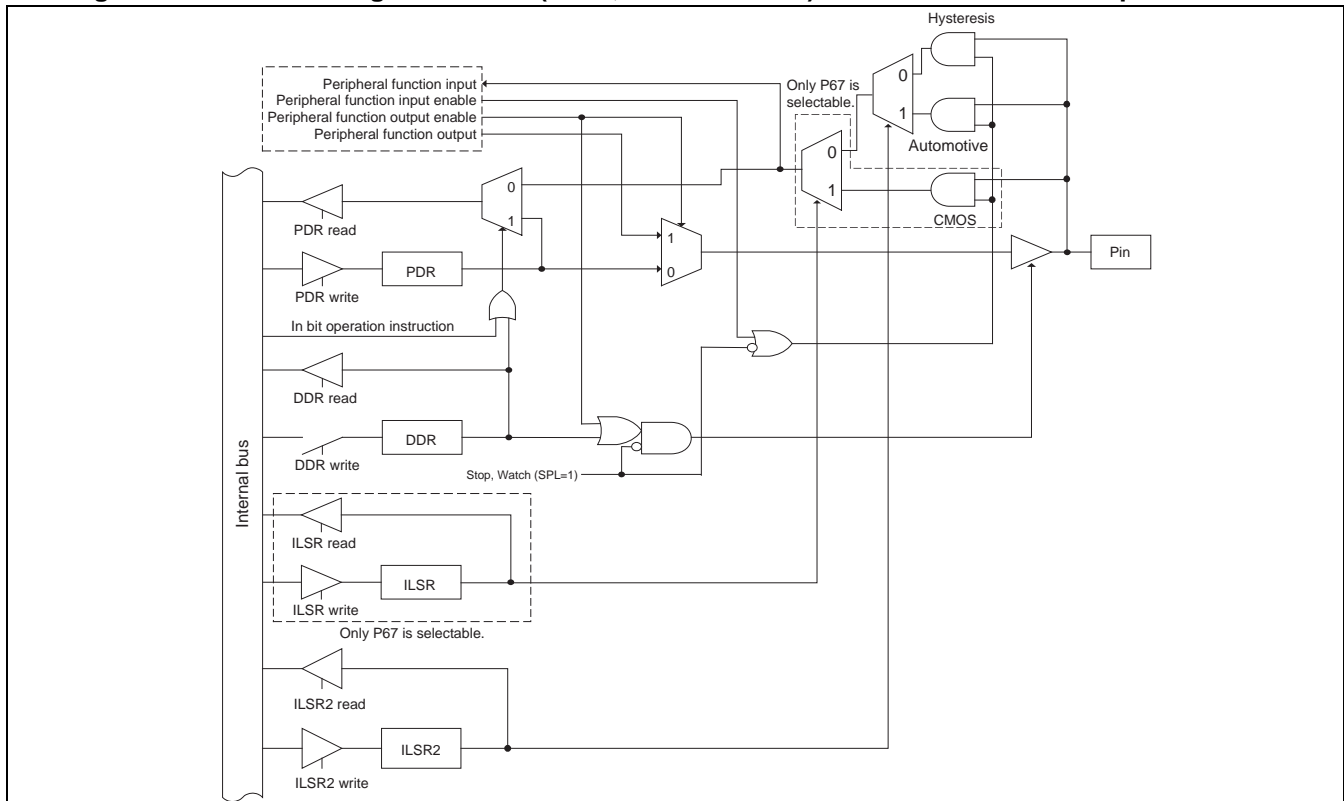 Hysteresis
0
Only P67 is
selectable.
1
Automotive
0
1
CMOS
Peripheral function input
Peripheral function input enable
Peripheral function output enable
Peripheral function output
0
1
PDR read
1
0
PDR
PDR write
Pin
In bit operation instruction
DDR read
DDR
DDR write
Stop, Watch (SPL=1)
Internal bus
ILSR read
ILSR
ILSR write
Only P67 is selectable.
ILSR2 read
ILSR2
ILSR2 write